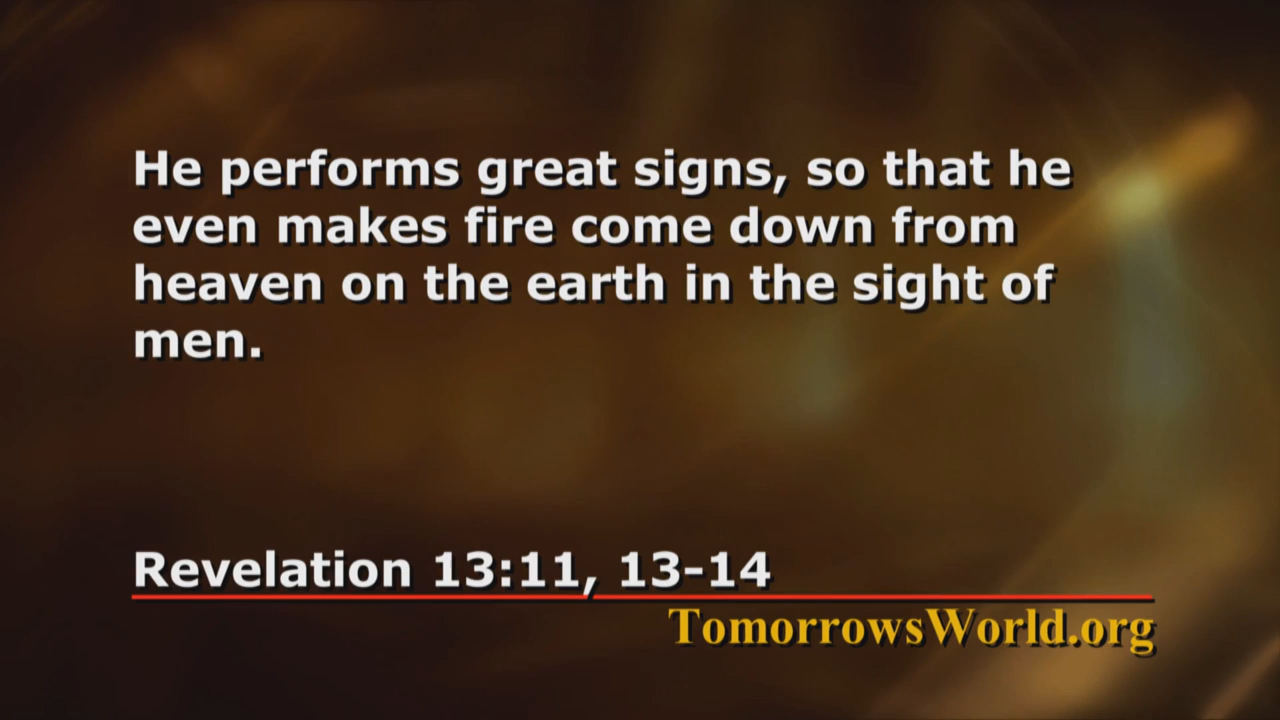 He performs great signs, so that he
even makes fire come down from
heaven on the earth in the sight of
men.
Revelation 13:11, 13-14
TomorrowsWorld.org